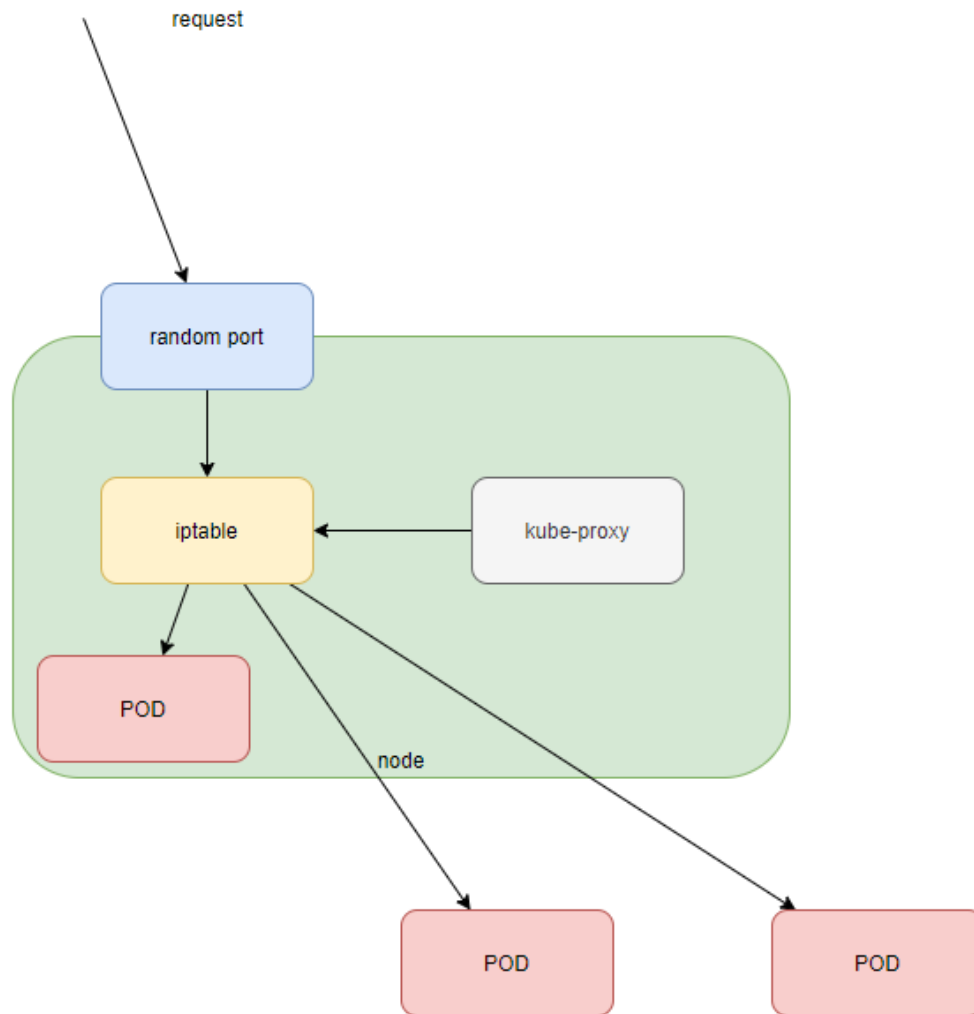 request
random port
iptable
kube-proxy
POD
node
POD
POD